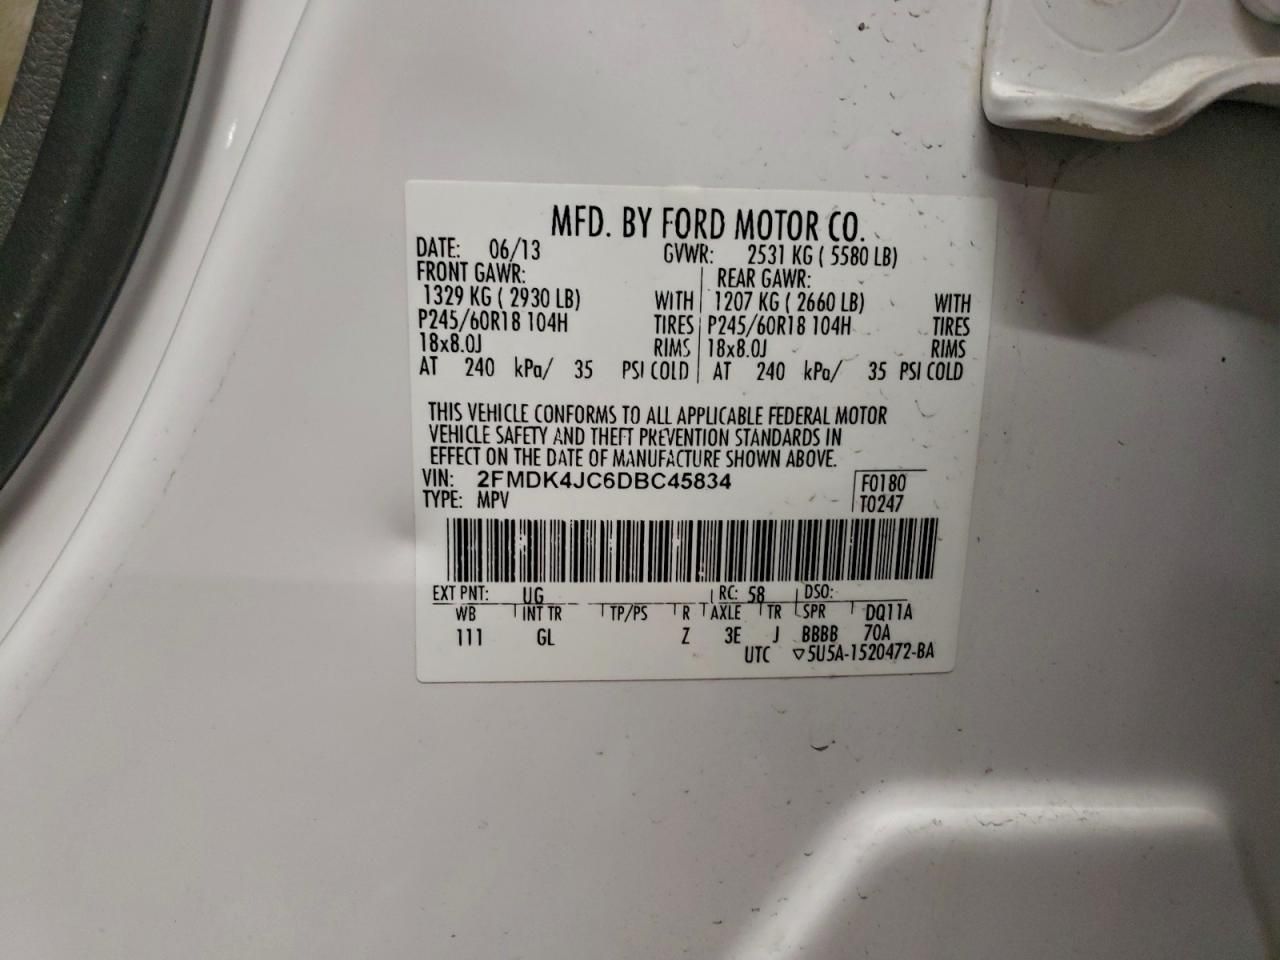 MFD. BY FORD MOTOR CO.
DATE: 06/13 GVWR: 2531 KG ( 5580 LB)
FRONT GAWR: REAR GAWR:
1329 KG ( 2930 LB) WITH 1207 KG ( 2660 LB) WITH
P245/60R18 104H TIRES P245/60R18 104H TIRES
18x8.0J RIMS 18x8.0J RIMS
AT 240 kPa/ 35 PSI COLD AT 240 kPa/ 35 PSI COLD
THIS VEHICLE CONFORMS TO ALL APPLICABLE FEDERAL MOTOR
VEHICLE SAFETY AND THEFT PREVENTION STANDARDS IN
EFFECT ON THE DATE OF MANUFACTURE SHOWN ABOVE.
VIN: 2FMDK4JC6DBC45834 F0180
TYPE: MPV T0247
EXT PNT: UG RC: 58 DSO:
WB INT TR TP/PS R AXLE TR SPR DQ11A
111 GL Z 3E J BBBB 70A
UTC ▽5U5A-1520472-BA